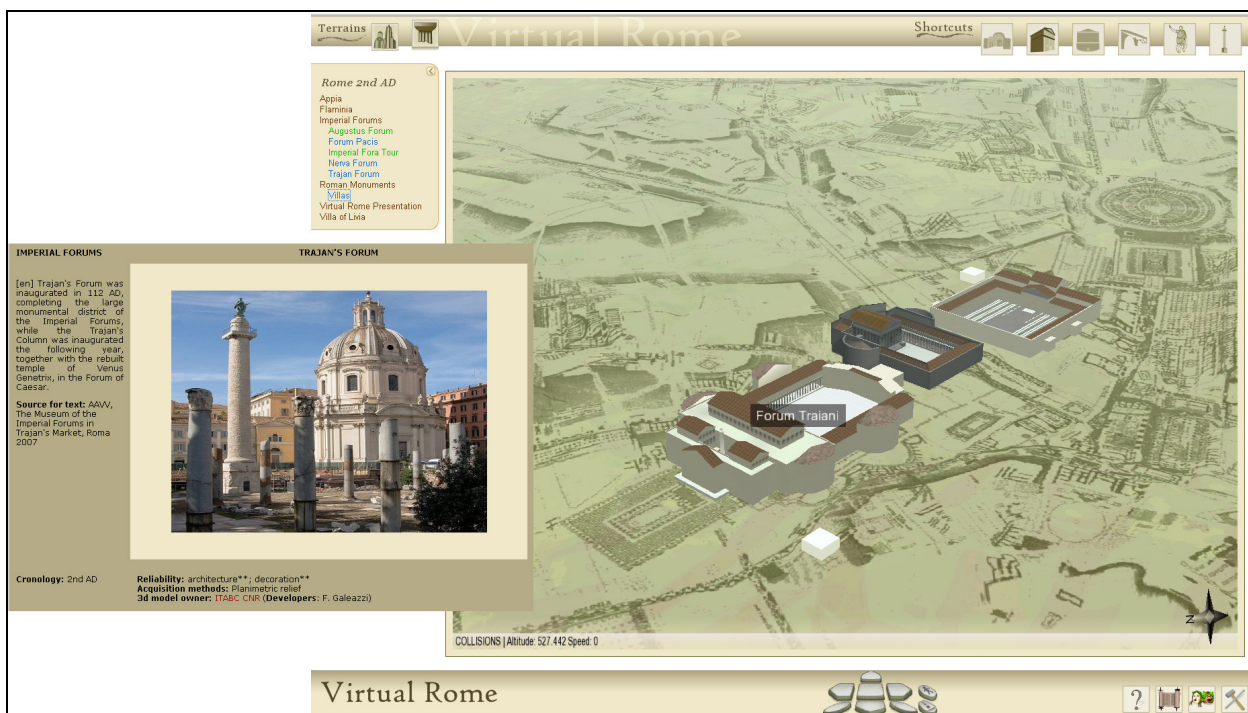 Terrains
Virtual Rome
Shortcuts
Rome 2nd AD
Appia
Flaminia
Imperial Forums
Augustus Forum
Forum Pacis
Imperial Fora Tour
Nerva Forum
Trajan Forum
Roman Monuments
Villas
Virtual Rome Presentation
Villa of Livia
IMPERIAL FORUMS
TRAJAN'S FORUM
[en] Trajan's Forum was
inaugurated in 112 AD,
completing the large
monumental district of
the Imperial Forums,
while the Trajan's
Column was inaugurated
the following year,
together with the rebuilt
temple of Venus
Genetrix, in the Forum of
Caesar.
Source for text: AAVV,
The Museum of the
Imperial Forums in
Trajan's Market, Roma
2007
Cronology: 2nd AD
Reliability: architecture**; decoration**
Acquisition methods: Planimetric relief
3d model owner: ITABC CNR (Developers: F. Galeazzi)
Forum Traiani
Z
COLLISIONS | Altitude: 527.442 Speed: 0
Virtual Rome
?